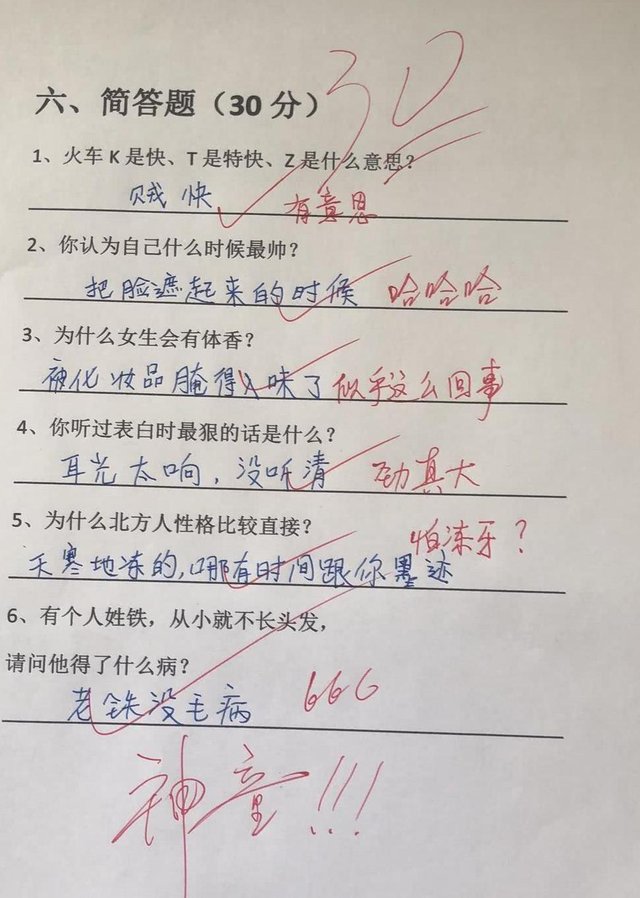 六、简答题（30分）
30
1、火车K是快、T是特快、Z是什么意思？
贼快 有意思
2、你认为自己什么时候最帅？
把脸遮起来的时候 哈哈哈
3、为什么女生会有体香？
被化妆品腌得入味了 似乎这么回事
4、你听过表白时最狠的话是什么？
耳光太响，没听清 劲真大
5、为什么北方人性格比较直接？
怕冻牙？
天寒地冻的，哪有时间跟你墨迹
6、有个人姓铁，从小就不长头发，
请问他得了什么病？
老铁没毛病 666
神童!!!